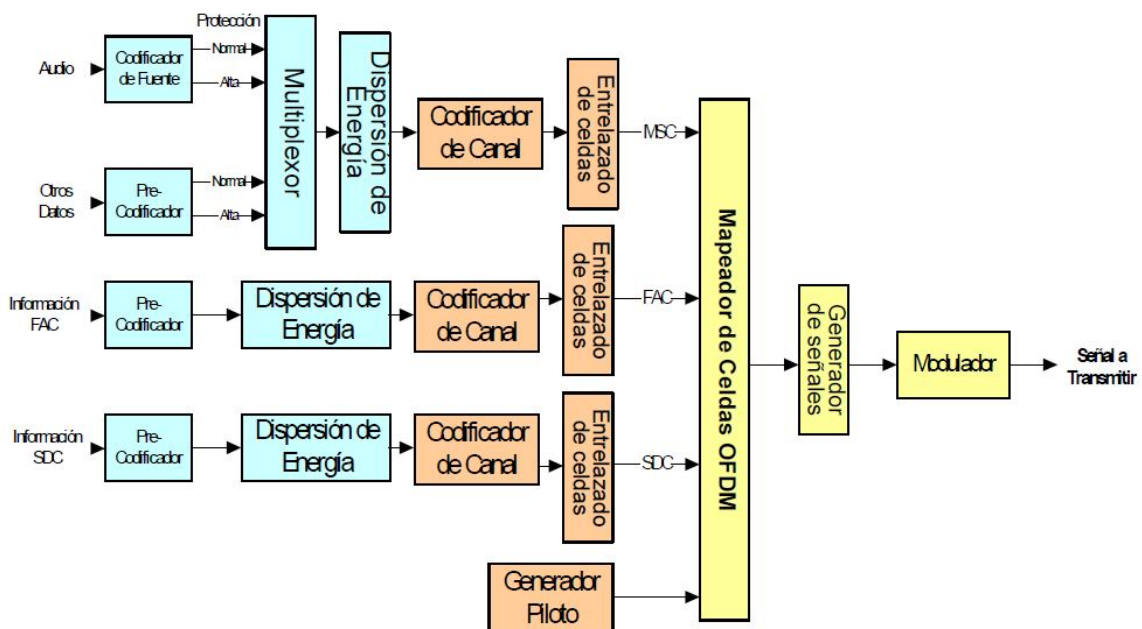 Protección
Audio
Codificador
de Fuente
Normal
Alta
Otros
Datos
Pre-
Codificador
Normal
Alta
Multiplexor
Dispersión de
Energía
Codificador
de Canal
Entrelazado
de celdas
MSC
Información
FAC
Pre-
Codificador
Dispersión de
Energía
Codificador
de Canal
Entrelazado
de celdas
FAC
Información
SDC
Pre-
Codificador
Dispersión de
Energía
Codificador
de Canal
Entrelazado
de celdas
SDC
Generador
Piloto
Mapeador de Celdas OFDM
Generador
de señales
Modulador
Señal a
Transmitir